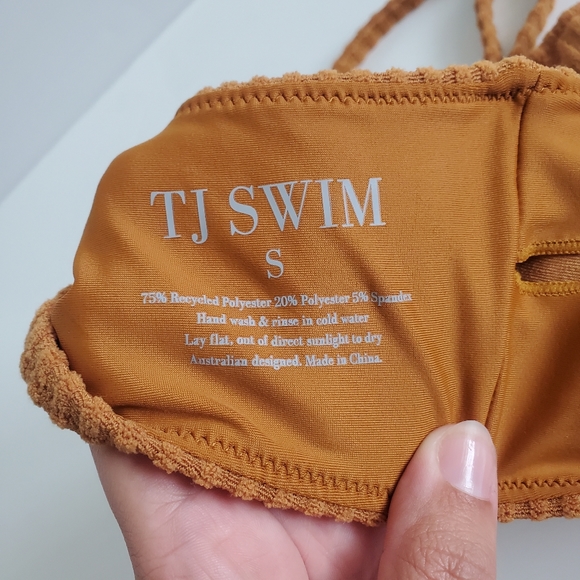 TJ SWIM
S
75% Recycled Polyester 20% Polyester 5% Spandex
Hand wash & rinse in cold water
Lay flat, out of direct sunlight to dry
Australian designed. Made in China.